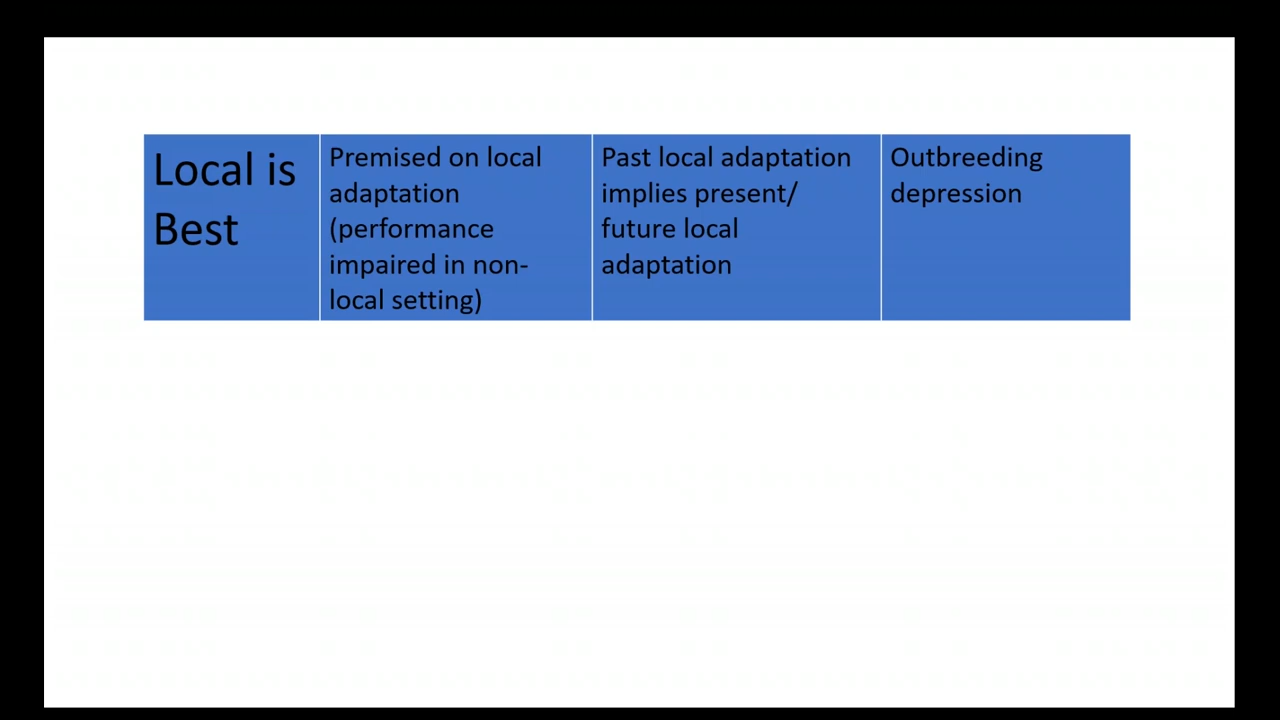 Local is
Best
Premised on local
adaptation
(performance
impaired in non-
local setting)
Past local adaptation
implies present/
future local
adaptation
Outbreeding
depression